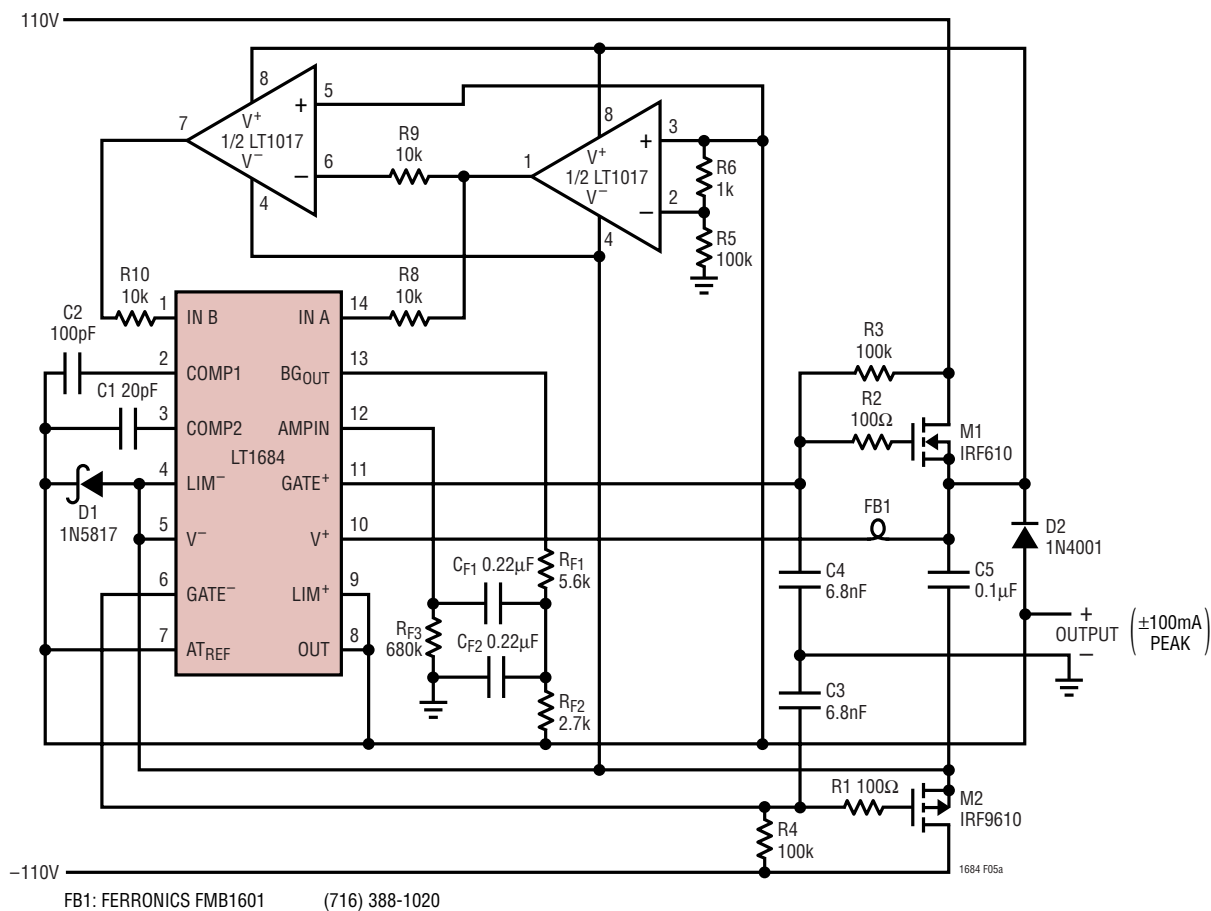 110V
8
V+
1/2 LT1017
V−
4
7
5
+
6
−
R9
10k
1
8
V+
1/2 LT1017
V−
4
3
+
2
−
R6
1k
R5
100k
R10
10k
R8
10k
C2
100pF
C1 20pF
D1
1N5817
1
IN B
2
COMP1
3
COMP2
4
LIM−
5
V−
6
GATE−
7
ATREF
LT1684
14
IN A
13
BGOUT
12
AMPIN
11
GATE+
10
V+
9
LIM+
8
OUT
R3
100k
R2
100Ω
M1
IRF610
FB1
D2
1N4001
CF1 0.22µF
RF1
5.6k
RF3
680k
CF2 0.22µF
RF2
2.7k
C4
6.8nF
C5
0.1µF
+
OUTPUT
−
(±100mA
PEAK)
C3
6.8nF
R1 100Ω
M2
IRF9610
R4
100k
−110V
1684 F05a
FB1: FERRONICS FMB1601 (716) 388-1020